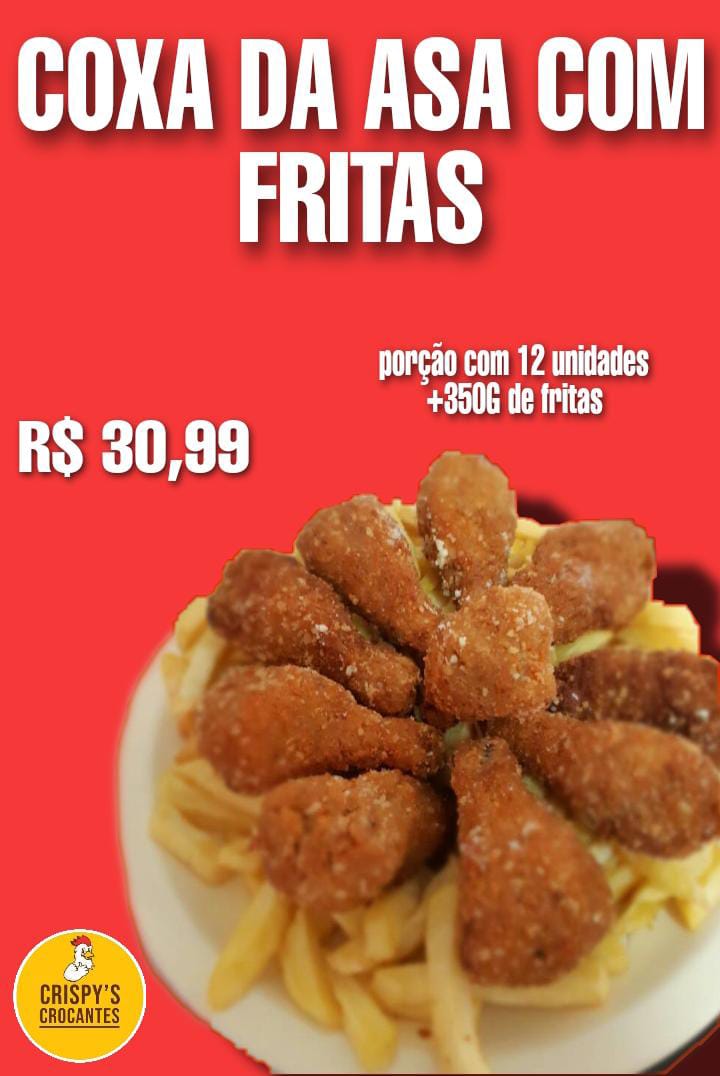 COXA DA ASA COM
FRITAS
porção com 12 unidades
+350G de fritas
R$ 30,99
CRISPY'S
CROCANTES